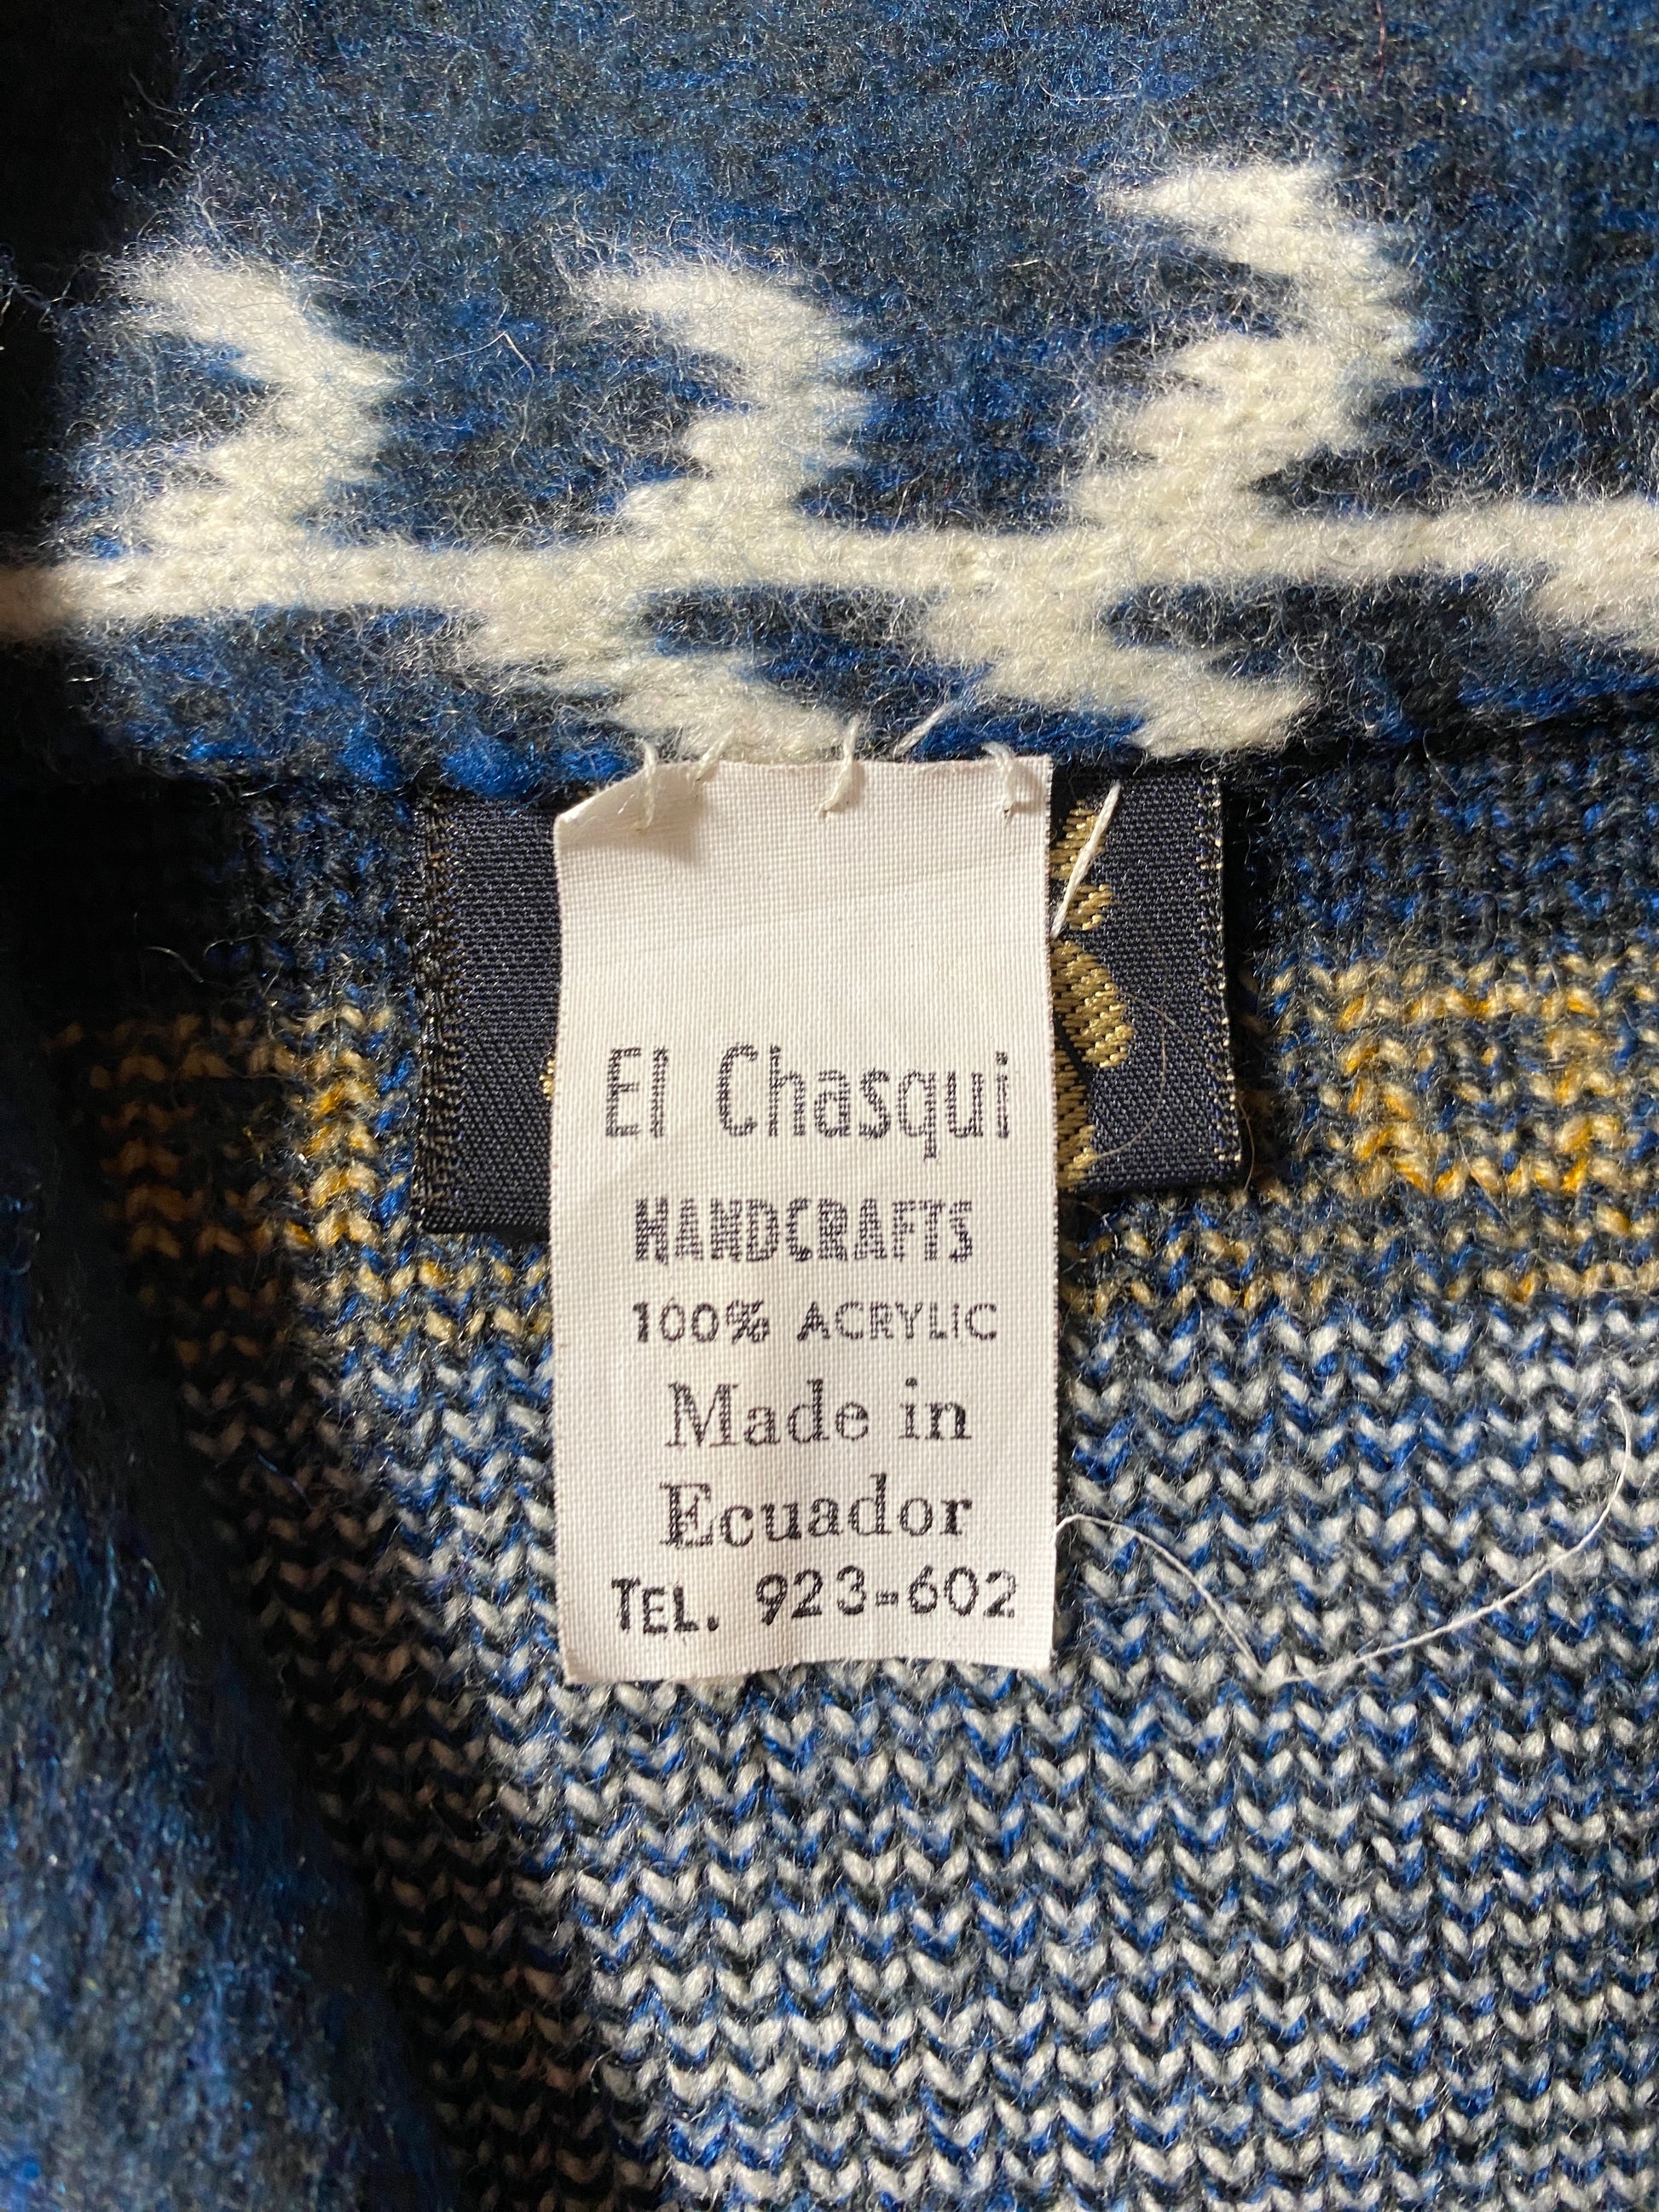 El Chasqui
HANDCRAFTS
100% ACRYLIC
Made in
Ecuador
TEL. 923-602